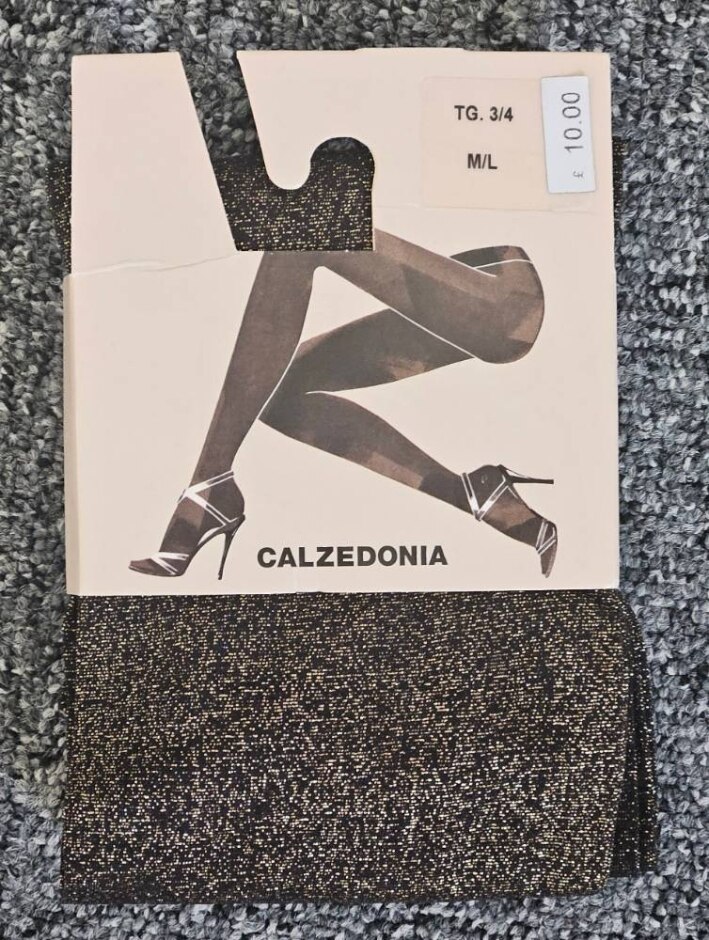 TG. 3/4
M/L
£ 10.00
CALZEDONIA